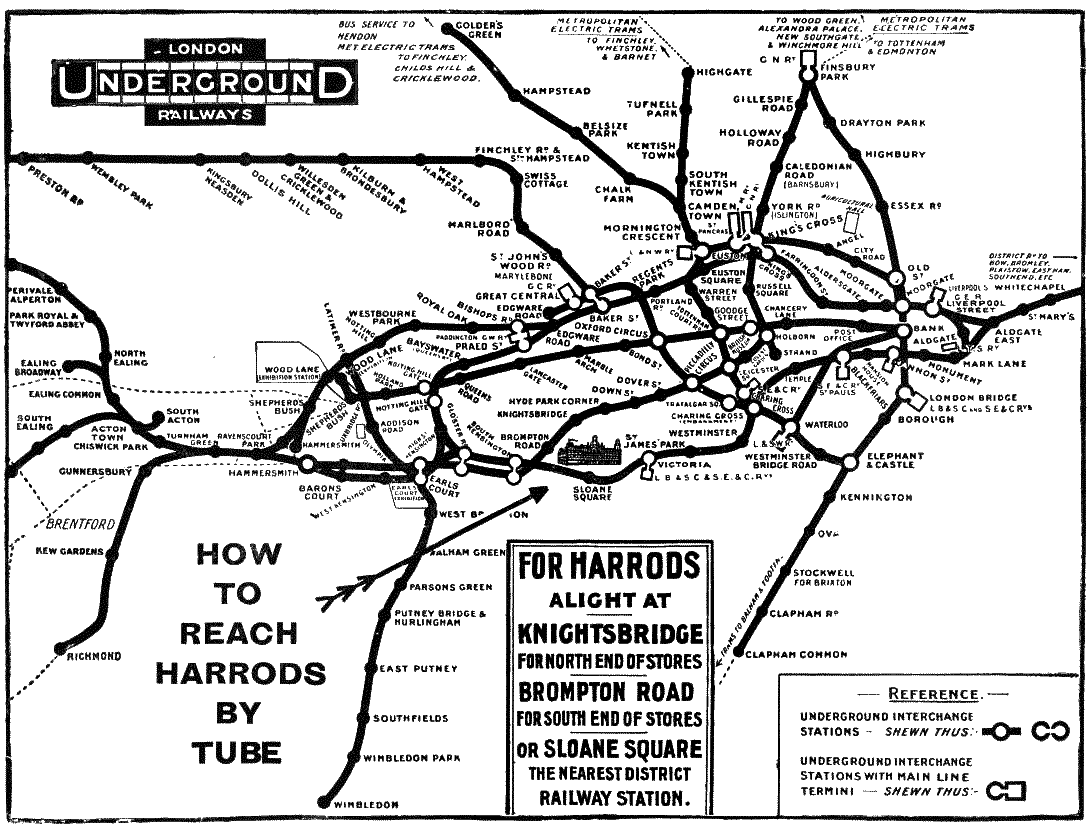 LONDON
UNDERGROUND
RAILWAYS
BUS SERVICE TO
HENDON
MET. ELECTRIC TRAMS
TO FINCHLEY.
CHILDS HILL &
CRICKLEWOOD.
GOLDER'S
GREEN
METROPOLITAN
ELECTRIC TRAMS
TO FINCHLEY,
WHETSTONE,
& BARNET
TO WOOD GREEN,
ALEXANDRA PALACE,
NEW SOUTHGATE,
& WINCHMORE HILL
METROPOLITAN
ELECTRIC TRAMS
TO TOTTENHAM
& EDMONTON
G N RY
FINSBURY
PARK
HIGHGATE
HAMPSTEAD
TUFNELL
PARK
GILLESPIE
ROAD
DRAYTON PARK
BELSIZE
PARK
HOLLOWAY
ROAD
KENTISH
TOWN
HIGHBURY
FINCHLEY RD &
STH HAMPSTEAD
SWISS
COTTAGE
CHALK
FARM
SOUTH
KENTISH
TOWN
CALEDONIAN
ROAD
(BARNSBURY)
PRESTON RD
WEMBLEY PARK
KINGSBURY
NEASDEN
DOLLIS HILL
WILLESDEN
GREEN &
CRICKLEWOOD
KILBURN
BRONDESBURY
WEST
HAMPSTEAD
CAMDEN
TOWN
YORK RD
(ISLINGTON)
AGRICULTURAL
HALL
ESSEX RD
MARLBORO'
ROAD
MORNINGTON
CRESCENT
ST
PANCRAS
KING'S CROSS
ANGEL
CITY
ROAD
OLD
ST
L & N W RY
EUSTON
ST JOHNS
WOOD RD
MARYLEBONE
G C RY
GREAT CENTRAL
BAKER ST
REGENTS
PARK
EUSTON
SQUARE
WARREN
STREET
KINGS
CROSS
RUSSELL
SQUARE
FARRINGDON ST
ALDERSGATE
MOORGATE
MOORGATE
DISTRICT RY TO
BOW, BROMLEY,
PLAISTOW, EASTHAM,
SOUTHEND, ETC
LIVERPOOL ST
G E R
LIVERPOOL
STREET
WHITECHAPEL
ST MARY'S
PERIVALE
ALPERTON
PARK ROYAL &
TWYFORD ABBEY
WESTBOURNE
PARK
ROYAL OAK
BISHOPS RD
EDGWARE
ROAD
PADDINGTON G.W.R.
PRAED ST
BAKER ST
EDGWARE
ROAD
OXFORD CIRCUS
PORTLAND
RD
GOODGE
STREET
TOTTENHAM
COURT RD
CHANCERY
LANE
HOLBORN
STRAND
POST
OFFICE
BANK
ALDGATE
ALDGATE
EAST
MARK LANE
MONUMENT
CANNON ST
MANSION
HOUSE
BLACKFRIARS
S E & C RY
ST PAULS
TEMPLE
NORTH
EALING
EALING
BROADWAY
EALING COMMON
SOUTH
EALING
SOUTH
ACTON
ACTON
TOWN
CHISWICK PARK
TURNHAM
GREEN
RAVENSCOURT
PARK
HAMMERSMITH
HAMMERSMITH
GUNNERSBURY
LATIMER RD
NOTTING
HILL
WOOD LANE
(EXHIBITION STATION)
WOOD LANE
SHEPHERDS
BUSH
SHEPHERDS
BUSH
UXBRIDGE RD
HOLLAND
PARK
BAYSWATER
(QUEENS RD)
NOTTING HILL
GATE
NOTTING HILL
GATE
QUEENS
ROAD
LANCASTER
GATE
MARBLE
ARCH
BOND ST
ADDISON
ROAD
OLYMPIA
HIGH ST
KENSINGTON
GLOSTER RD
SOUTH
KENSINGTON
BROMPTON
ROAD
KNIGHTSBRIDGE
HYDE PARK CORNER
DOWN ST
DOVER ST
PICCADILLY
CIRCUS
BRITISH
MUSEUM
LEICESTER
TRAFALGAR SQ
CHARING CROSS
(EMBANKMENT)
S E & C RY
CHARING
CROSS
WESTMINSTER
ST
JAMES PARK
VICTORIA
L B & S C & S. E. & C. RYS
SLOANE
SQUARE
L & S W RY
WATERLOO
WESTMINSTER
BRIDGE ROAD
ELEPHANT
& CASTLE
LONDON BRIDGE
L B & S C AND S. E & C RYS
BOROUGH
BARONS
COURT
WEST KENSINGTON
EARLS
COURT
EXHIBITION
EARLS
COURT
KENNINGTON
STOCKWELL
FOR BRIXTON
CLAPHAM RD
CLAPHAM COMMON
TRAMS TO BALHAM & TOOTING
BRENTFORD
KEW GARDENS
RICHMOND
WALHAM GREEN
PARSONS GREEN
PUTNEY BRIDGE &
HURLINGHAM
EAST PUTNEY
SOUTHFIELDS
WIMBLEDON PARK
WIMBLEDON
HOW
TO
REACH
HARRODS
BY
TUBE
FOR HARRODS
ALIGHT AT
KNIGHTSBRIDGE
FOR NORTH END OF STORES
BROMPTON ROAD
FOR SOUTH END OF STORES
OR SLOANE SQUARE
THE NEAREST DISTRICT
RAILWAY STATION.
— REFERENCE. —
UNDERGROUND INTERCHANGE
STATIONS - SHEWN THUS:-
UNDERGROUND INTERCHANGE
STATIONS WITH MAIN LINE
TERMINI — SHEWN THUS:-